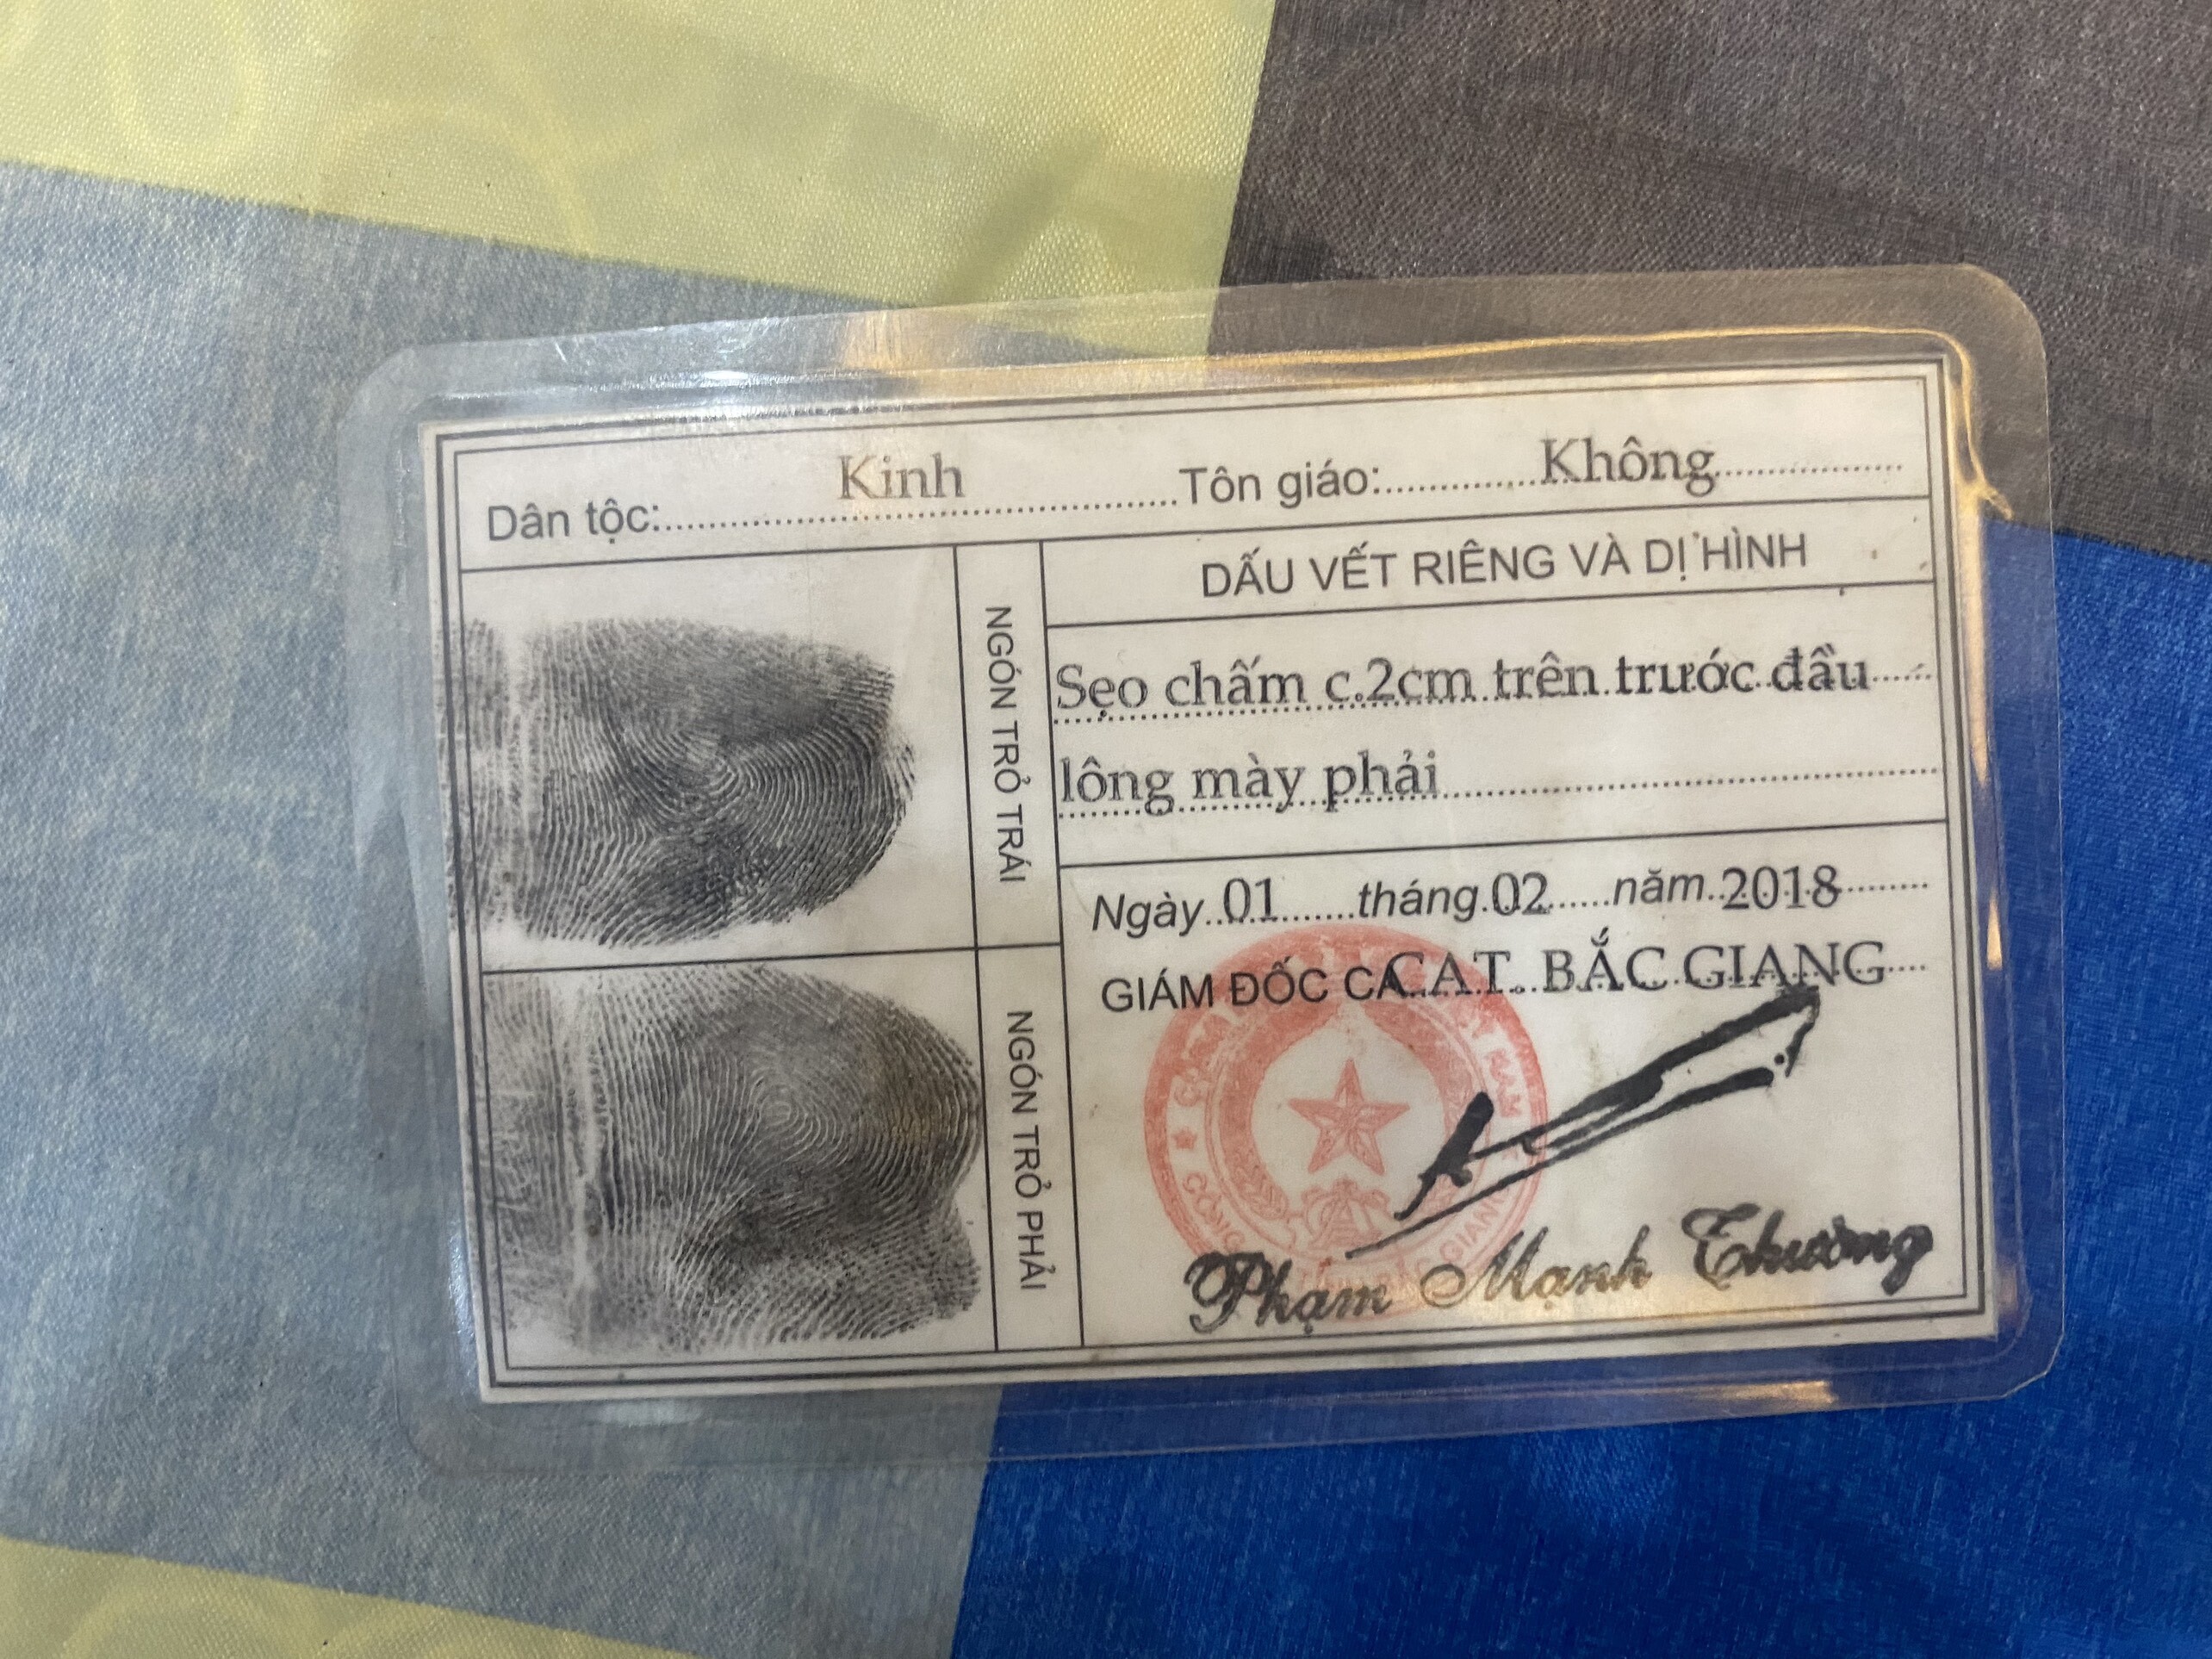 Dân tộc: Kinh Tôn giáo: Không
NGÓN TRỎ TRÁI
DẤU VẾT RIÊNG VÀ DỊ HÌNH
Sẹo chấm c.2cm trên trước đầu
lông mày phải
NGÓN TRỎ PHẢI
Ngày 01 tháng 02 năm 2018
GIÁM ĐỐC CA CAT. BẮC GIANG
CÔNG GIANG
Phạm Mạnh Thường